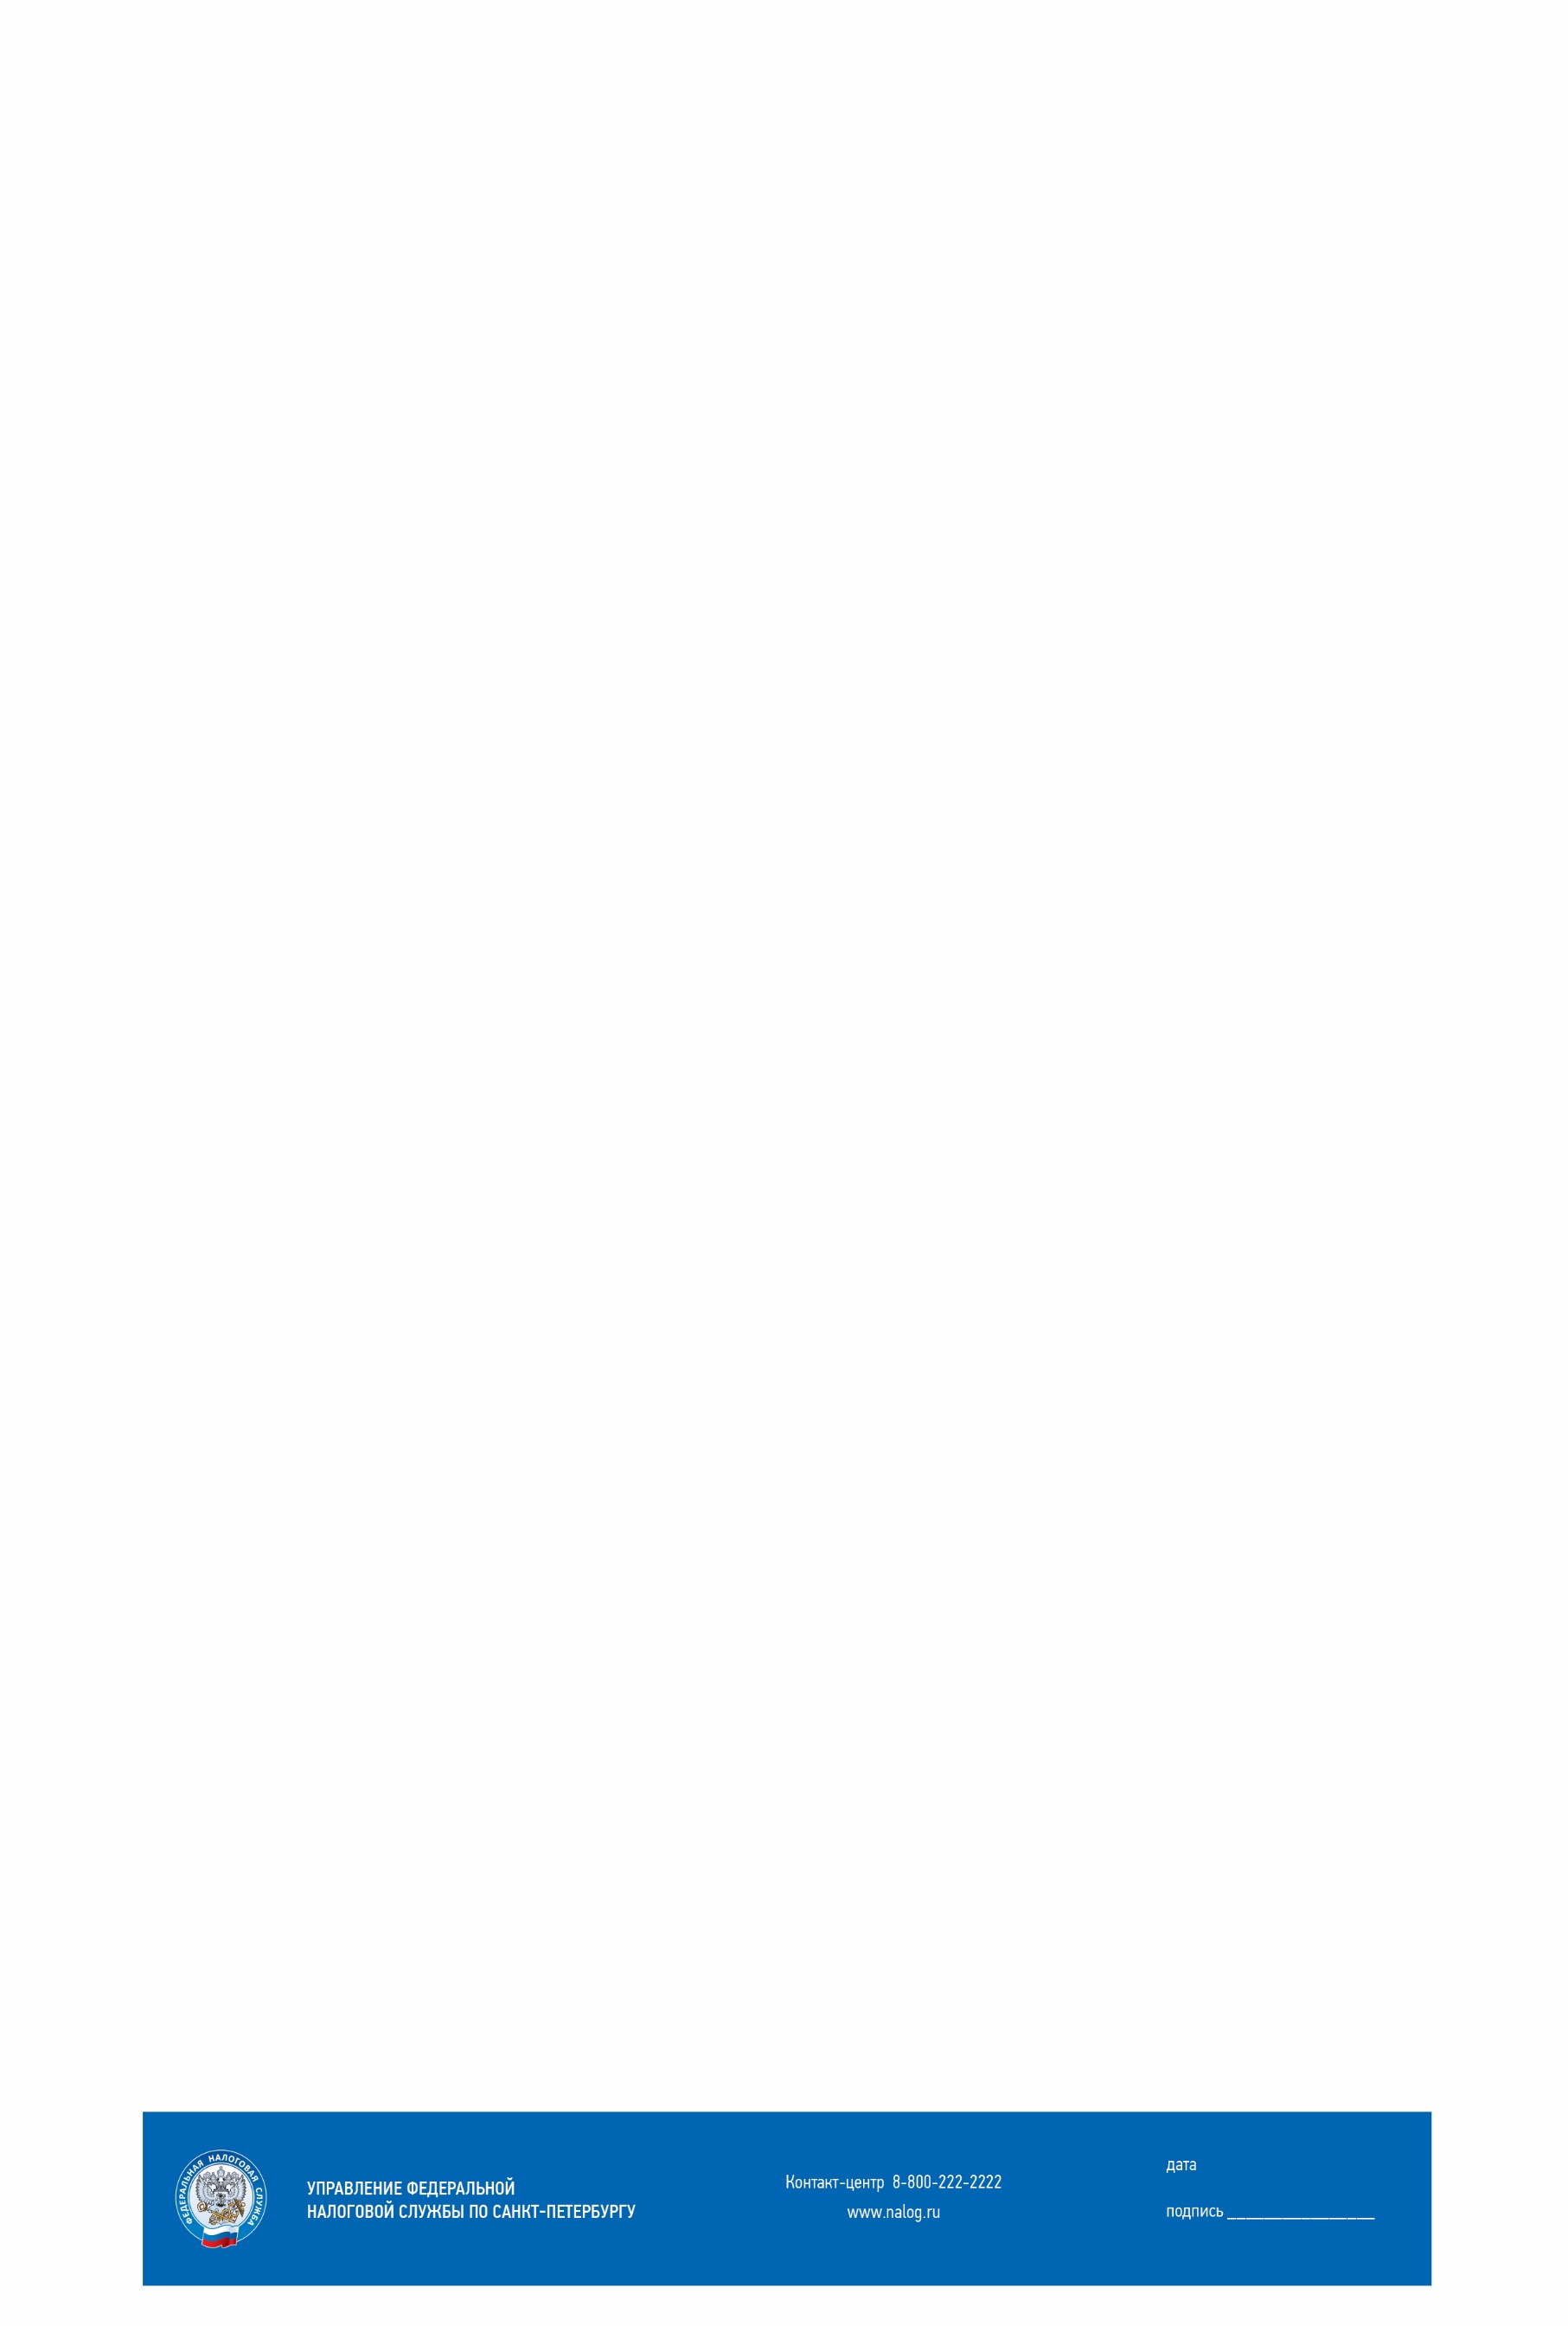 ФЕДЕРАЛЬНАЯ НАЛОГОВАЯ СЛУЖБА
УПРАВЛЕНИЕ ФЕДЕРАЛЬНОЙ
НАЛОГОВОЙ СЛУЖБЫ ПО САНКТ-ПЕТЕРБУРГУ
Контакт-центр 8-800-222-2222
www.nalog.ru
дата
подпись ________________